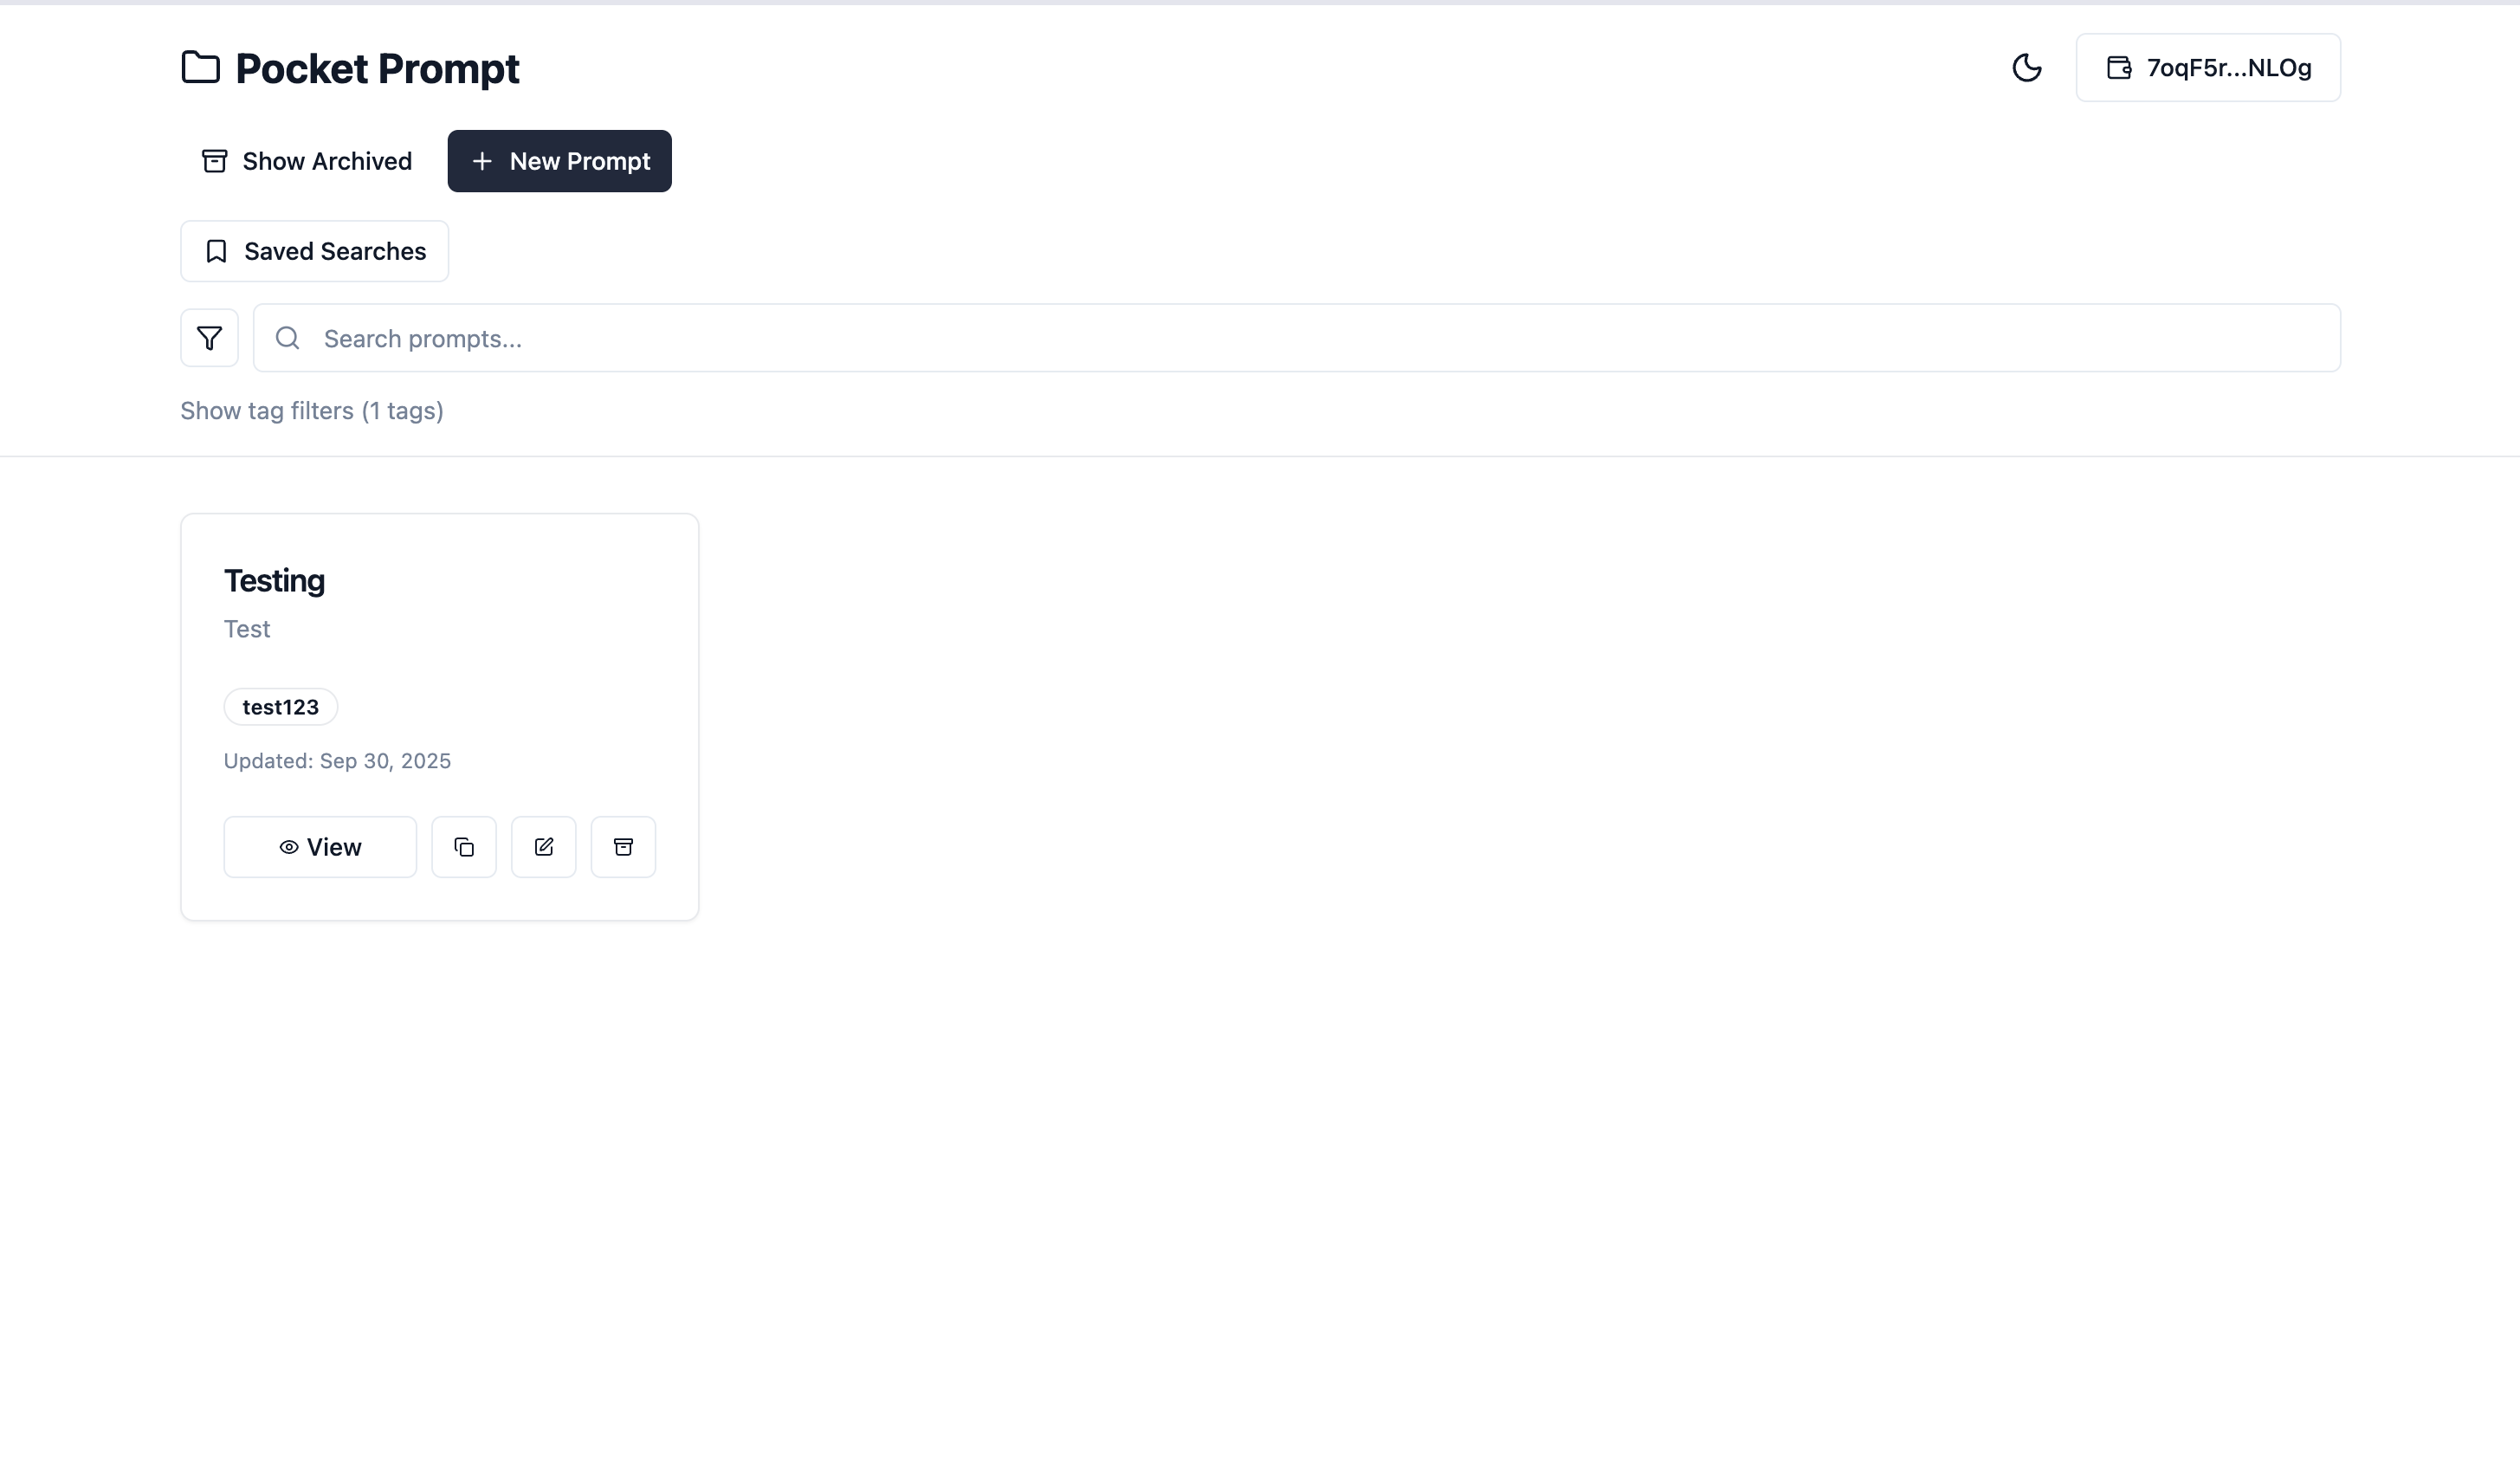 Pocket Prompt
7oqF5r...NLOg
Show Archived
New Prompt
Saved Searches
Search prompts...
Show tag filters (1 tags)
Testing
Test
test123
Updated: Sep 30, 2025
View